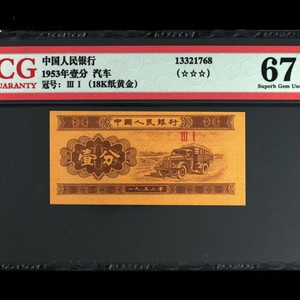 CG
UARANTY
中国人民银行
1953年壹分 汽车
冠号: III I (18K纸黄金)
13321768
(☆☆☆)
67
Superb Gem Unc
中国人民银行
III I
壹分
一九五三年